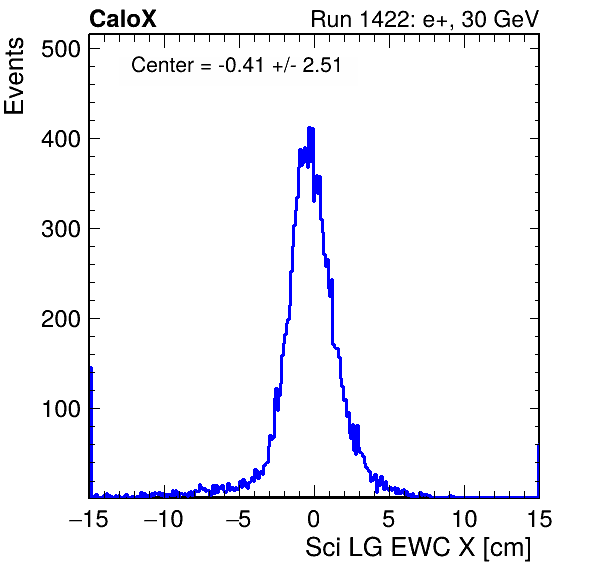 CaloX Run 1422: e+, 30 GeV
Events
Center = -0.41 +/- 2.51
500
400
300
200
100
−15 −10 −5 0 5 10 15
Sci LG EWC X [cm]